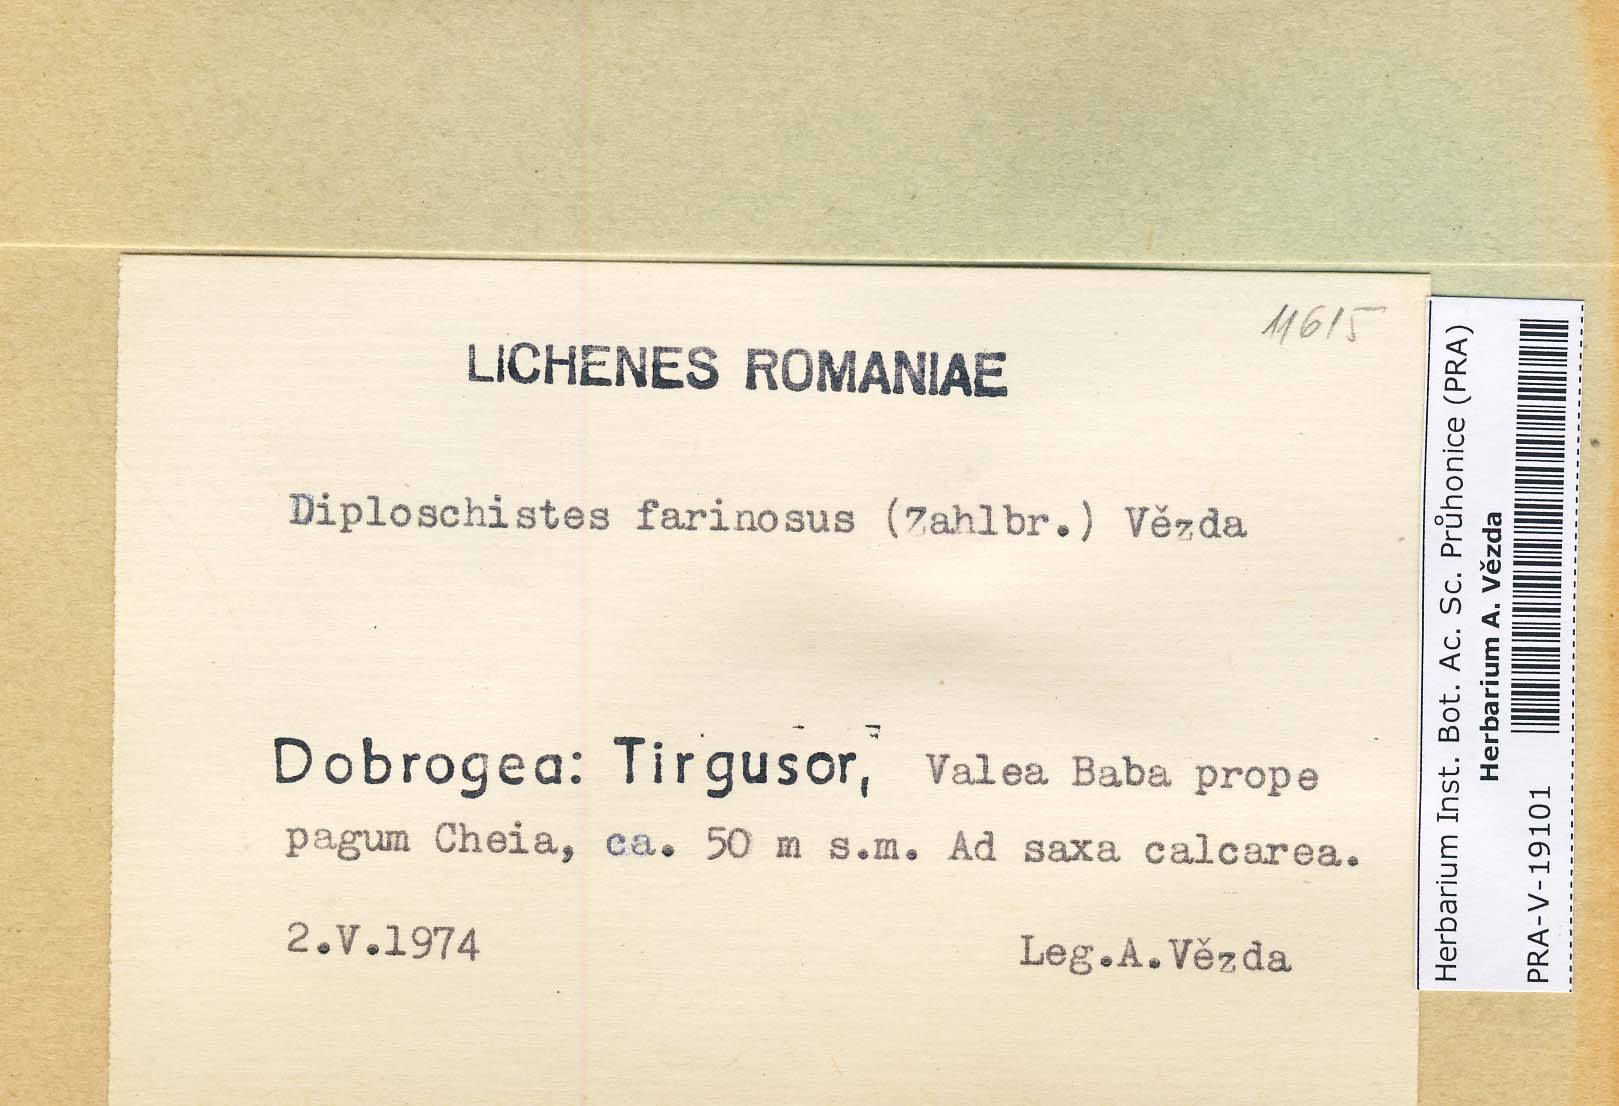 11615
LICHENES ROMANIAE
Diploschistes farinosus (Zahlbr.) Vězda
Dobrogea: Tirgusor, Valea Baba prope
pagum Cheia, ca. 50 m s.m. Ad saxa calcarea.
2.V.1974 Leg.A.Vězda
Herbarium Inst. Bot. Ac. Sc. Průhonice (PRA)
Herbarium A. Vězda
PRA-V-19101